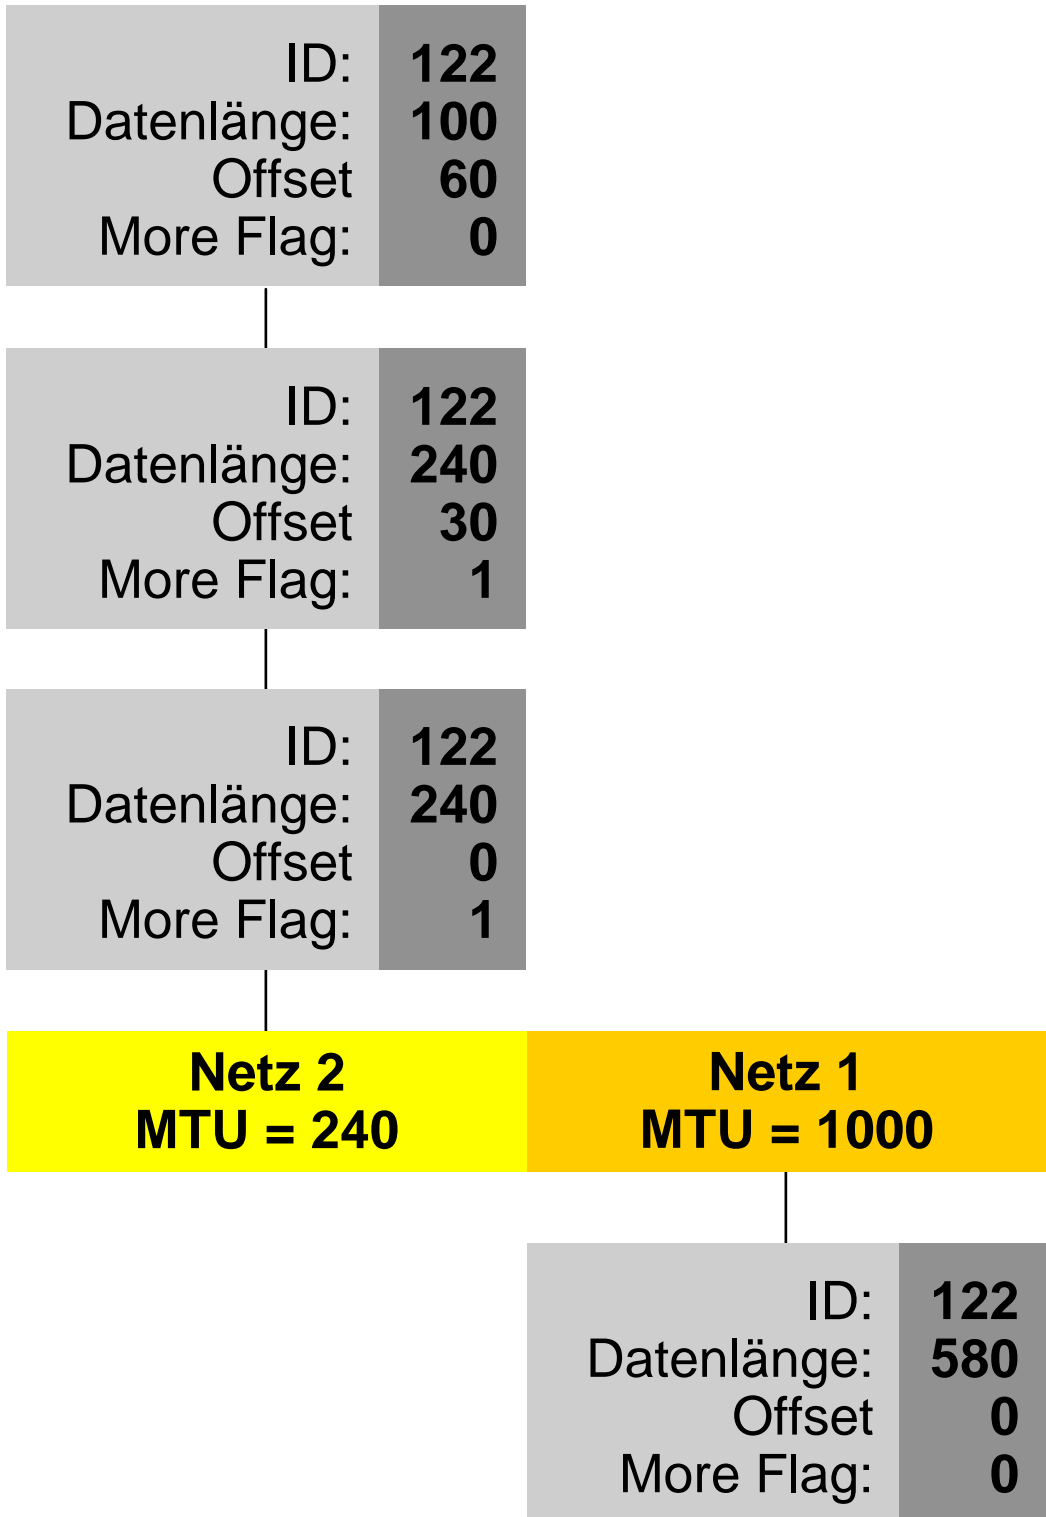 ID: 122
Datenlänge: 100
Offset 60
More Flag: 0
ID: 122
Datenlänge: 240
Offset 30
More Flag: 1
ID: 122
Datenlänge: 240
Offset 0
More Flag: 1
Netz 2
MTU = 240
Netz 1
MTU = 1000
ID: 122
Datenlänge: 580
Offset 0
More Flag: 0